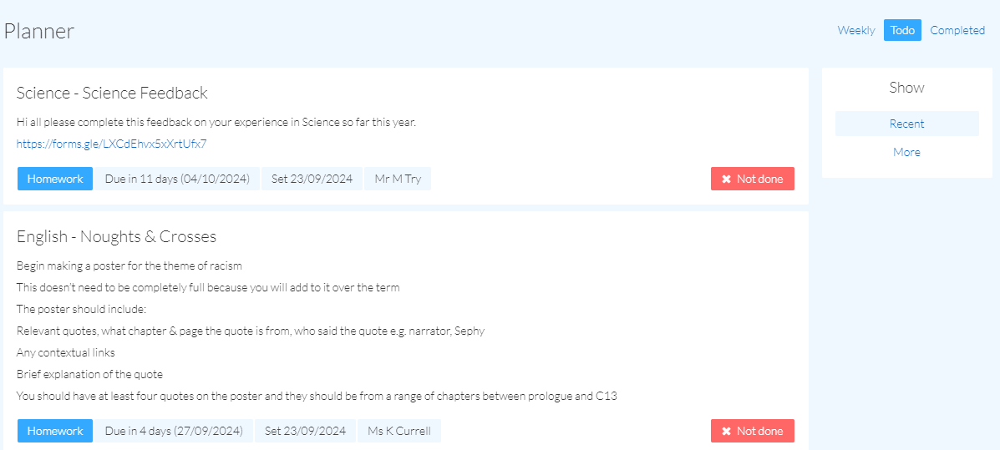 Planner
Weekly Todo Completed
Science - Science Feedback
Hi all please complete this feedback on your experience in Science so far this year.
https://forms.gle/LXCdEhvx5xXrtUfx7
Homework Due in 11 days (04/10/2024) Set 23/09/2024 Mr M Try ✖ Not done
Show
Recent
More
English - Noughts & Crosses
Begin making a poster for the theme of racism
This doesn't need to be completely full because you will add to it over the term
The poster should include:
Relevant quotes, what chapter & page the quote is from, who said the quote e.g. narrator, Sephy
Any contextual links
Brief explanation of the quote
You should have at least four quotes on the poster and they should be from a range of chapters between prologue and C13
Homework Due in 4 days (27/09/2024) Set 23/09/2024 Ms K Currell ✖ Not done